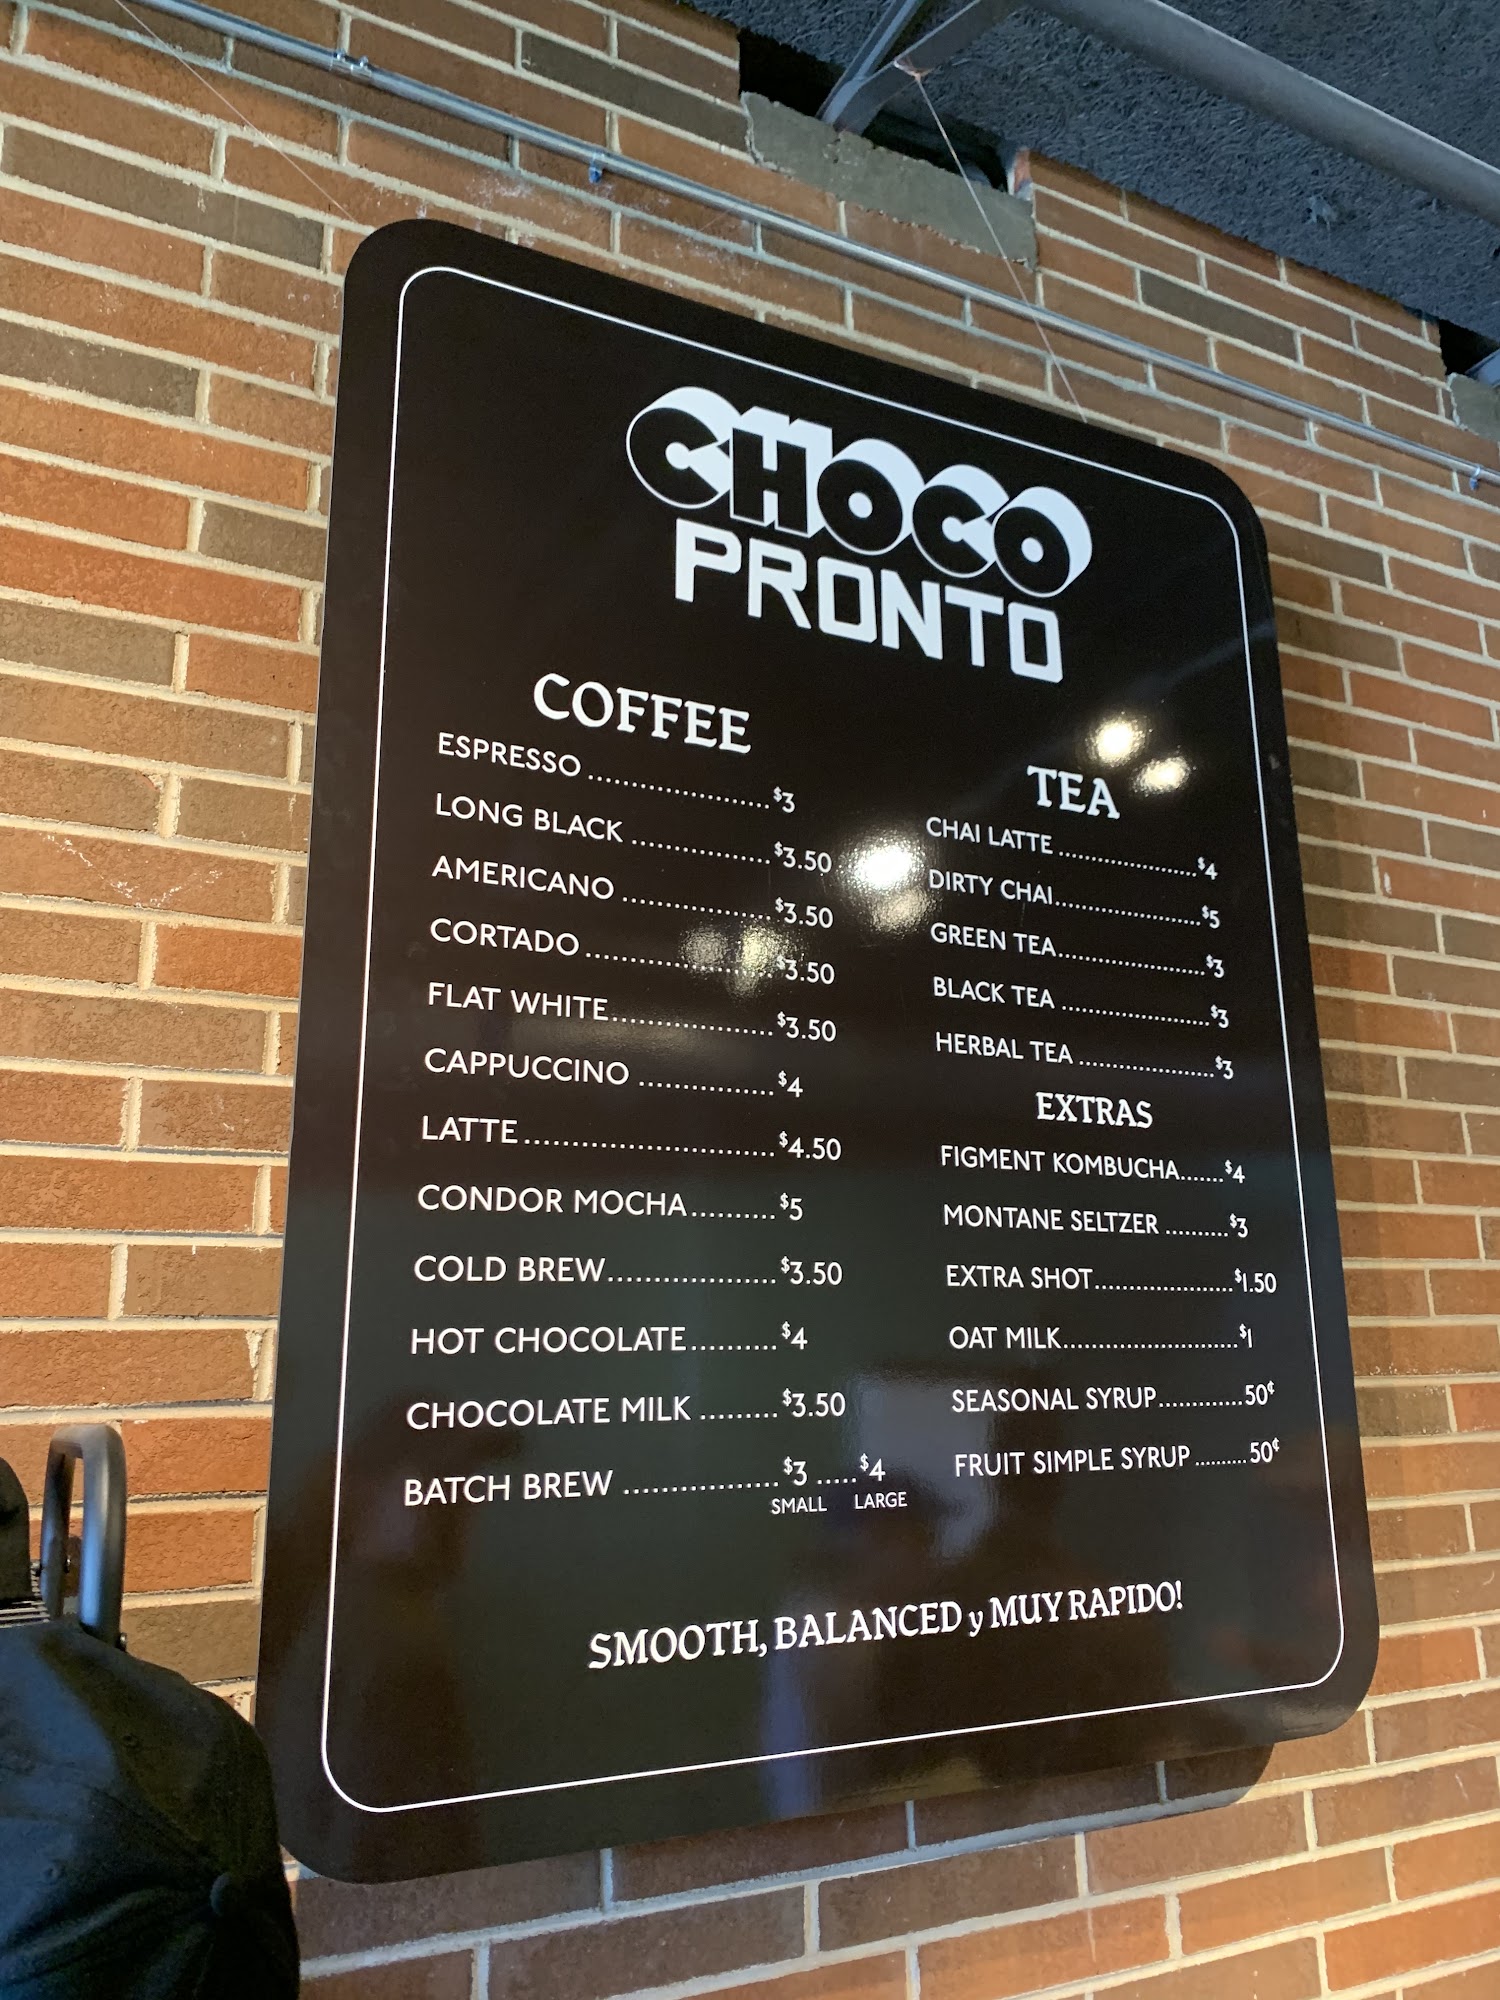 CHOCO
PRONTO
COFFEE
ESPRESSO ..................... $3
LONG BLACK ................ $3.50
AMERICANO ................. $3.50
CORTADO ..................... $3.50
FLAT WHITE................... $3.50
CAPPUCCINO ................ $4
LATTE............................. $4.50
CONDOR MOCHA.......... $5
COLD BREW.................... $3.50
HOT CHOCOLATE.......... $4
CHOCOLATE MILK ......... $3.50
BATCH BREW .................. $3 ..... $4
SMALL LARGE
TEA
CHAI LATTE .................... $4
DIRTY CHAI..................... $5
GREEN TEA...................... $3
BLACK TEA ...................... $3
HERBAL TEA .................... $3
EXTRAS
FIGMENT KOMBUCHA....... $4
MONTANE SELTZER .......... $3
EXTRA SHOT..................... $1.50
OAT MILK.......................... $1
SEASONAL SYRUP............. 50¢
FRUIT SIMPLE SYRUP .......... 50¢
SMOOTH, BALANCED y MUY RAPIDO!